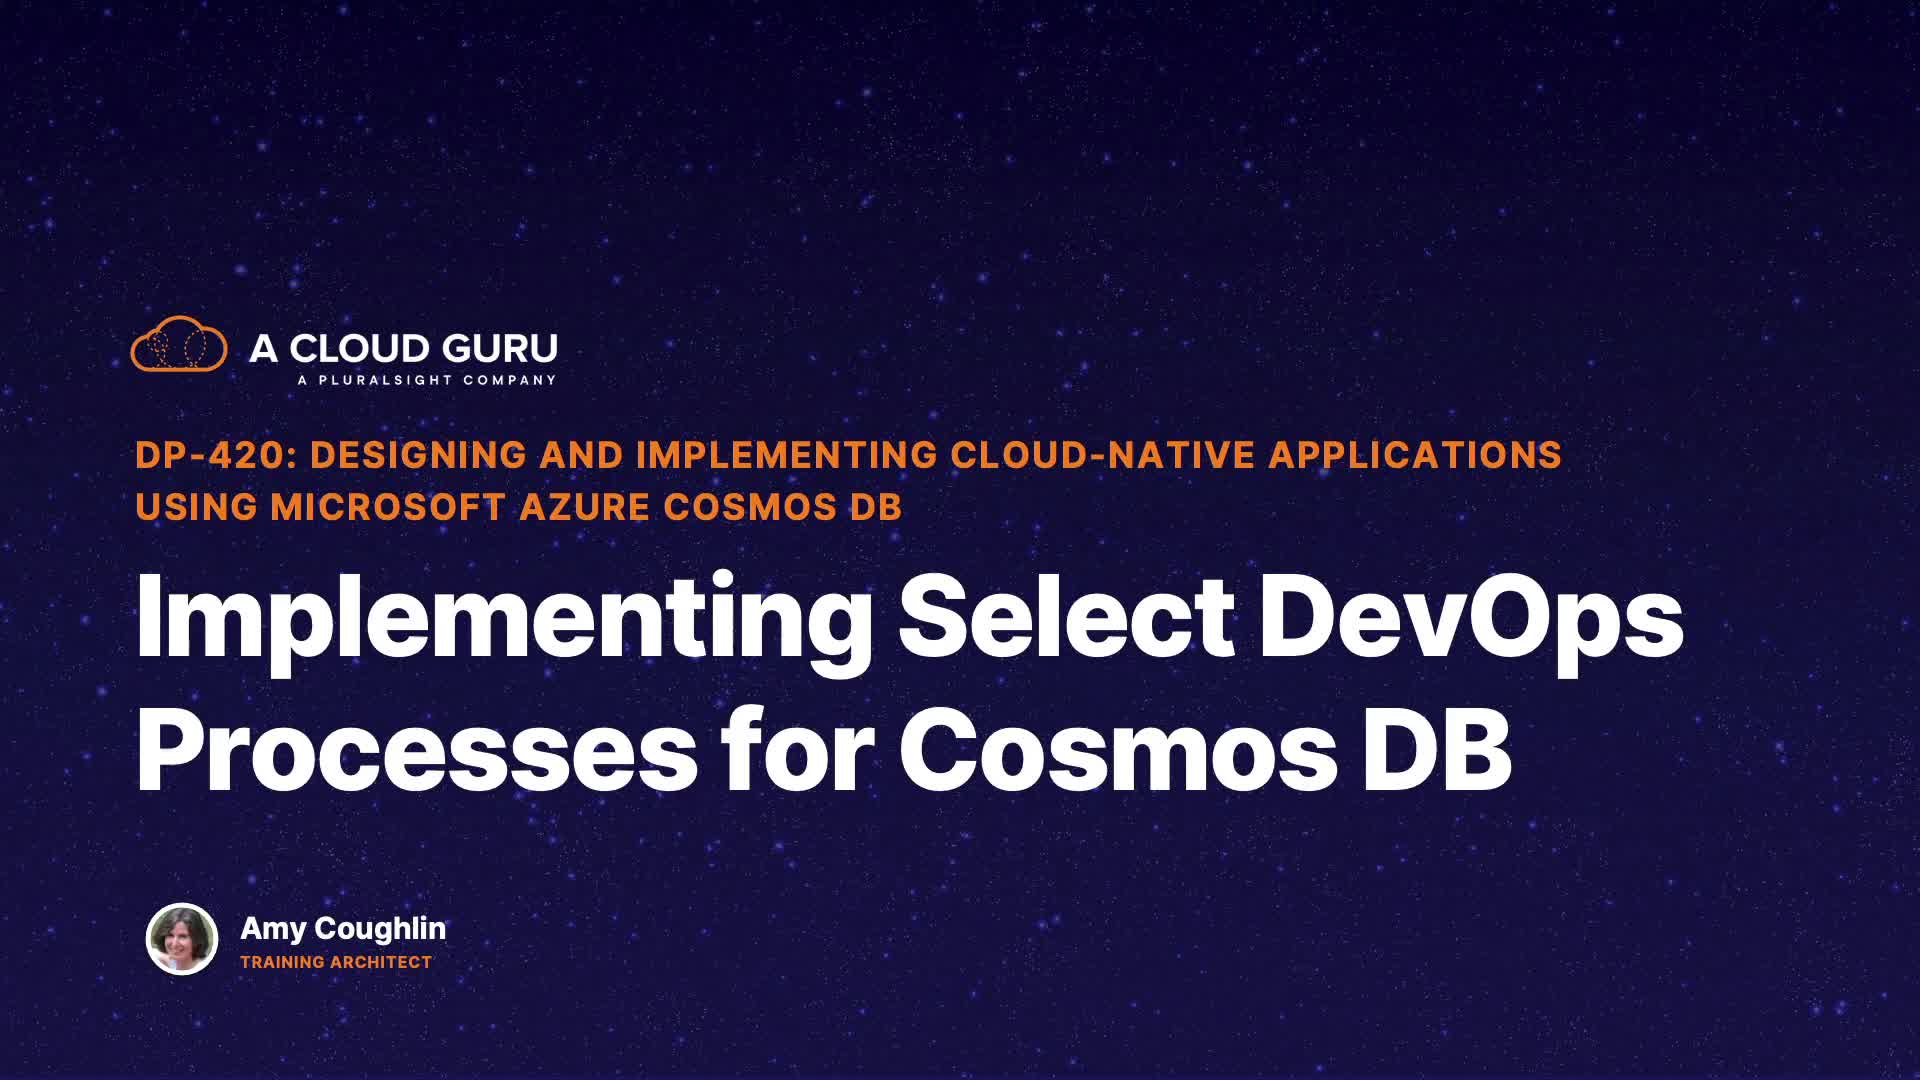 A CLOUD GURU
A PLURALSIGHT COMPANY
DP-420: DESIGNING AND IMPLEMENTING CLOUD-NATIVE APPLICATIONS
USING MICROSOFT AZURE COSMOS DB
Implementing Select DevOps
Processes for Cosmos DB
Amy Coughlin
TRAINING ARCHITECT